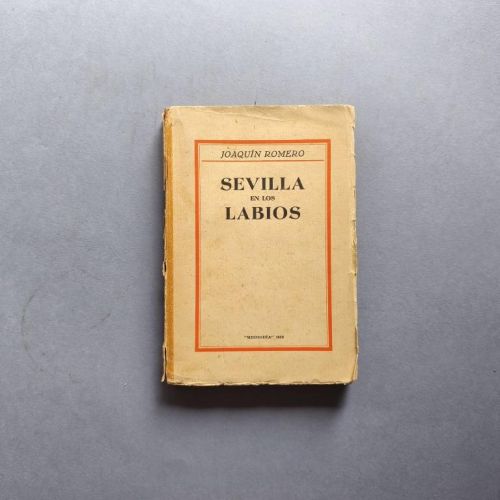 JOAQUÍN ROMERO
SEVILLA
EN LOS
LABIOS
"MEDIODÍA"